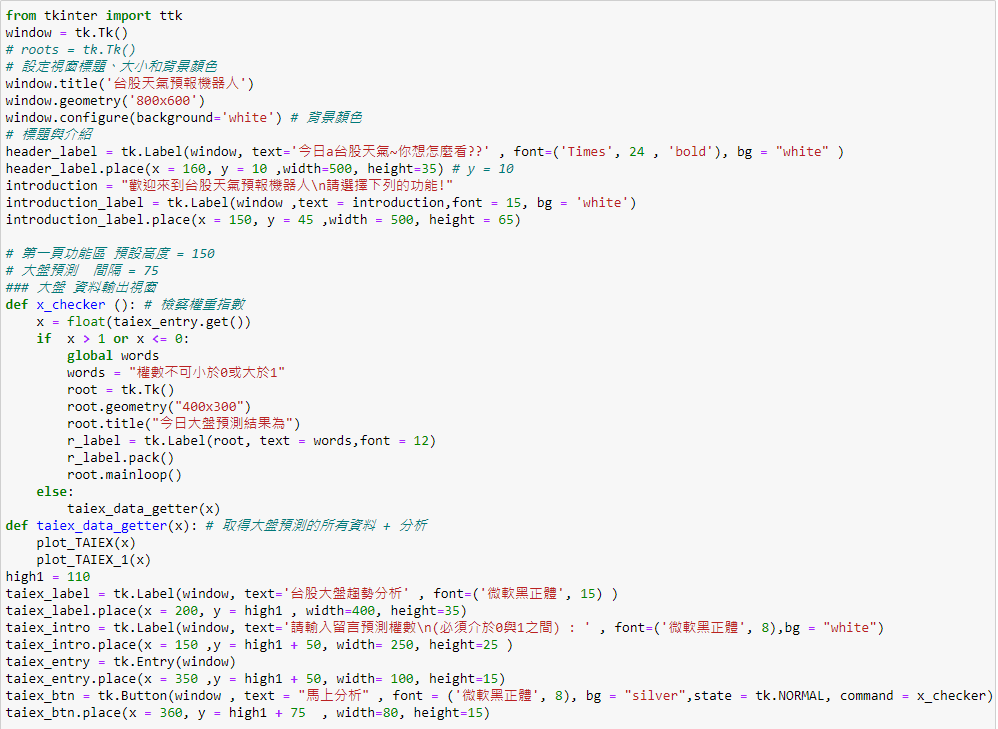 from tkinter import ttk
window = tk.Tk()
# roots = tk.Tk()
# 設定視窗標題、大小和背景顏色
window.title('台股天氣預報機器人')
window.geometry('800x600')
window.configure(background='white') # 背景顏色
# 標題與介紹
header_label = tk.Label(window, text='今日a台股天氣~你想怎麼看??' , font=('Times', 24 , 'bold'), bg = "white" )
header_label.place(x = 160, y = 10 ,width=500, height=35) # y = 10
introduction = "歡迎來到台股天氣預報機器人\n請選擇下列的功能!"
introduction_label = tk.Label(window ,text = introduction,font = 15, bg = 'white')
introduction_label.place(x = 150, y = 45 ,width = 500, height = 65)

# 第一頁功能區 預設高度 = 150
# 大盤預測  間隔 = 75
### 大盤 資料輸出視窗
def x_checker (): # 檢察權重指數
    x = float(taiex_entry.get())
    if  x > 1 or x <= 0:
        global words
        words = "權數不可小於0或大於1"
        root = tk.Tk()
        root.geometry("400x300")
        root.title("今日大盤預測結果為")
        r_label = tk.Label(root, text = words,font = 12)
        r_label.pack()
        root.mainloop()
    else:
        taiex_data_getter(x)
def taiex_data_getter(x): # 取得大盤預測的所有資料 + 分析
    plot_TAIEX(x)
    plot_TAIEX_1(x)
high1 = 110
taiex_label = tk.Label(window, text='台股大盤趨勢分析' , font=('微軟黑正體', 15) )
taiex_label.place(x = 200, y = high1 , width=400, height=35)
taiex_intro = tk.Label(window, text='請輸入留言預測權數\n(必須介於0與1之間) : ' , font=('微軟黑正體', 8),bg = "white")
taiex_intro.place(x = 150 ,y = high1 + 50, width= 250, height=25 )
taiex_entry = tk.Entry(window)
taiex_entry.place(x = 350 ,y = high1 + 50, width= 100, height=15)
taiex_btn = tk.Button(window , text = "馬上分析" , font = ('微軟黑正體', 8), bg = "silver",state = tk.NORMAL, command = x_checker)
taiex_btn.place(x = 360, y = high1 + 75  , width=80, height=15)